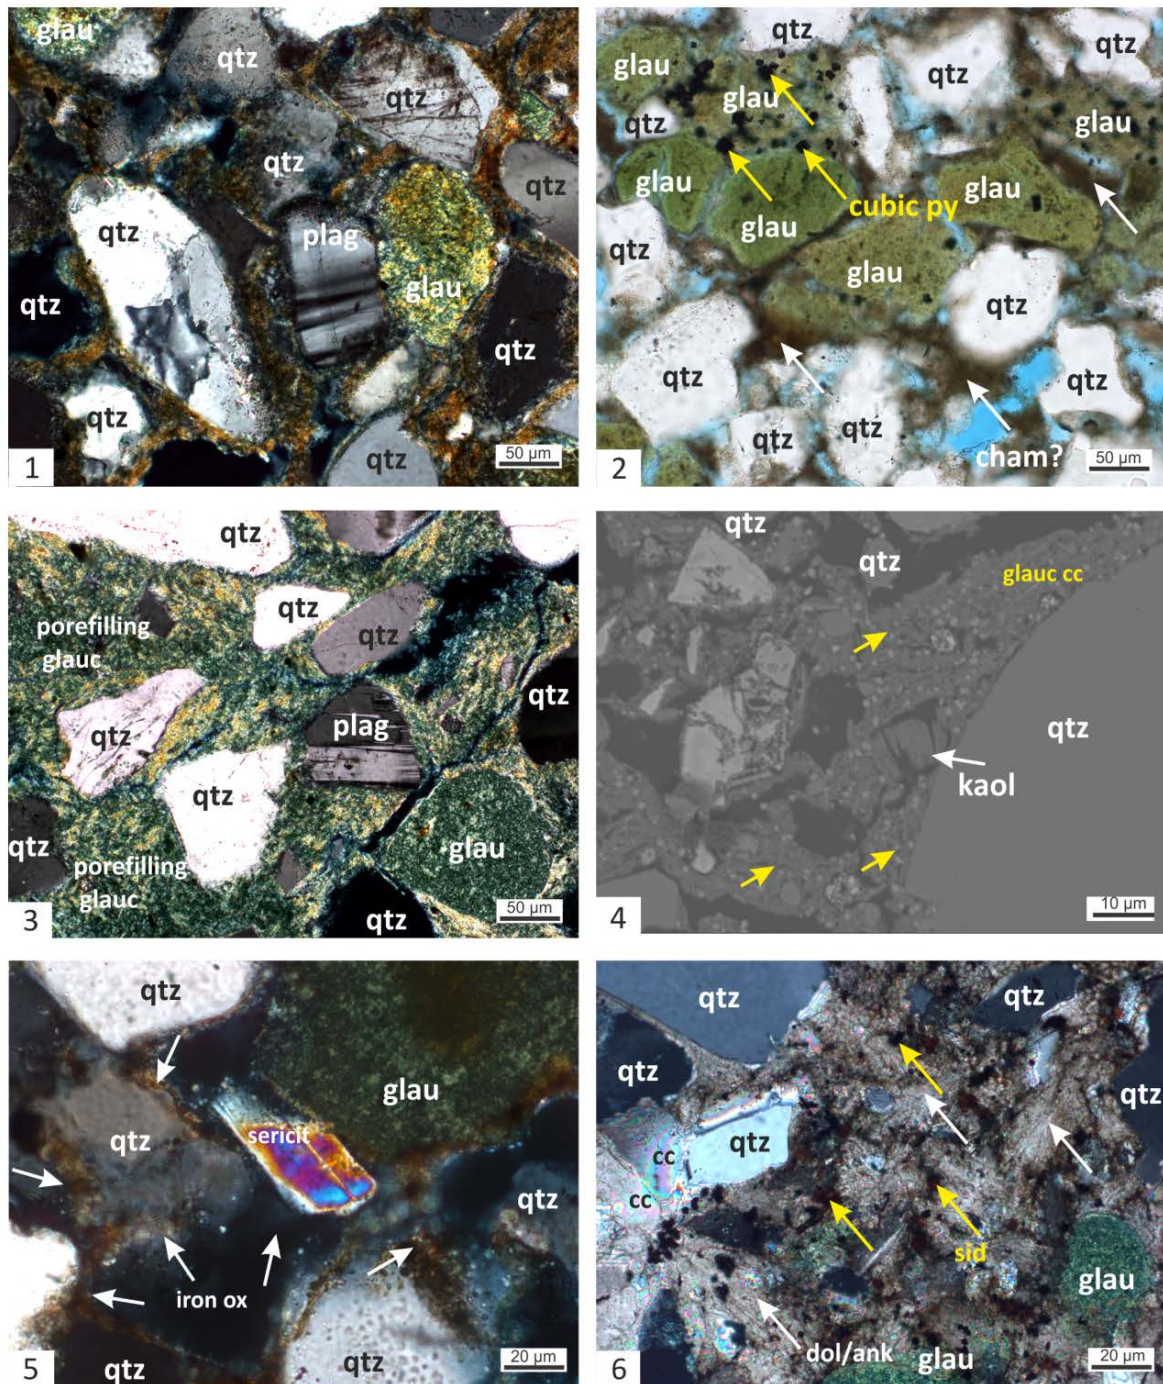 glau
qtz
qtz
qtz
qtz
qtz
plag
glau
qtz
qtz
qtz
qtz
50 µm
1
qtz
glau
qtz
qtz
glau
qtz
glau
glau
glau
cubic py
glau
qtz
glau
qtz
qtz
qtz
qtz
qtz
cham?
50 µm
2
qtz
qtz
porefilling
glauc
qtz
qtz
qtz
plag
qtz
glau
qtz
porefilling
glauc
qtz
50 µm
3
qtz
qtz
glauc cc
qtz
kaol
10 µm
4
qtz
glau
sericit
qtz
qtz
iron ox
qtz
qtz
20 µm
5
qtz
qtz
qtz
qtz
qtz
cc
cc
sid
glau
dol/ank
glau
20 µm
6